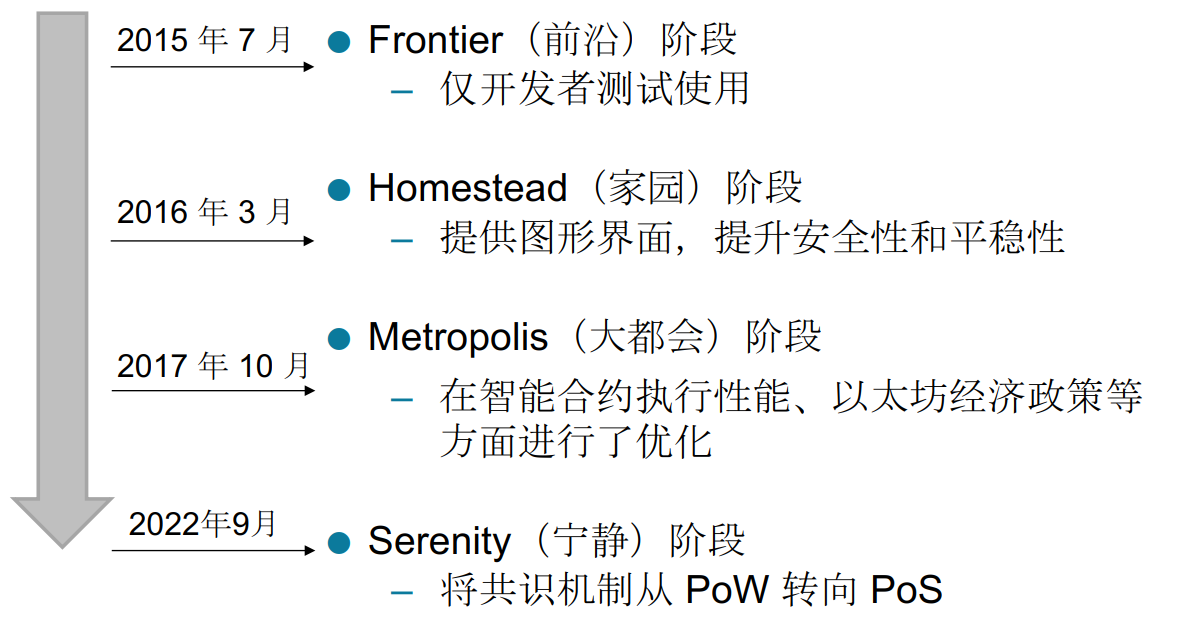 2015 年 7 月
Frontier（前沿）阶段
– 仅开发者测试使用
2016 年 3 月
Homestead（家园）阶段
– 提供图形界面，提升安全性和平稳性
2017 年 10 月
Metropolis（大都会）阶段
– 在智能合约执行性能、以太坊经济政策等
方面进行了优化
2022年9月
Serenity（宁静）阶段
– 将共识机制从 PoW 转向 PoS